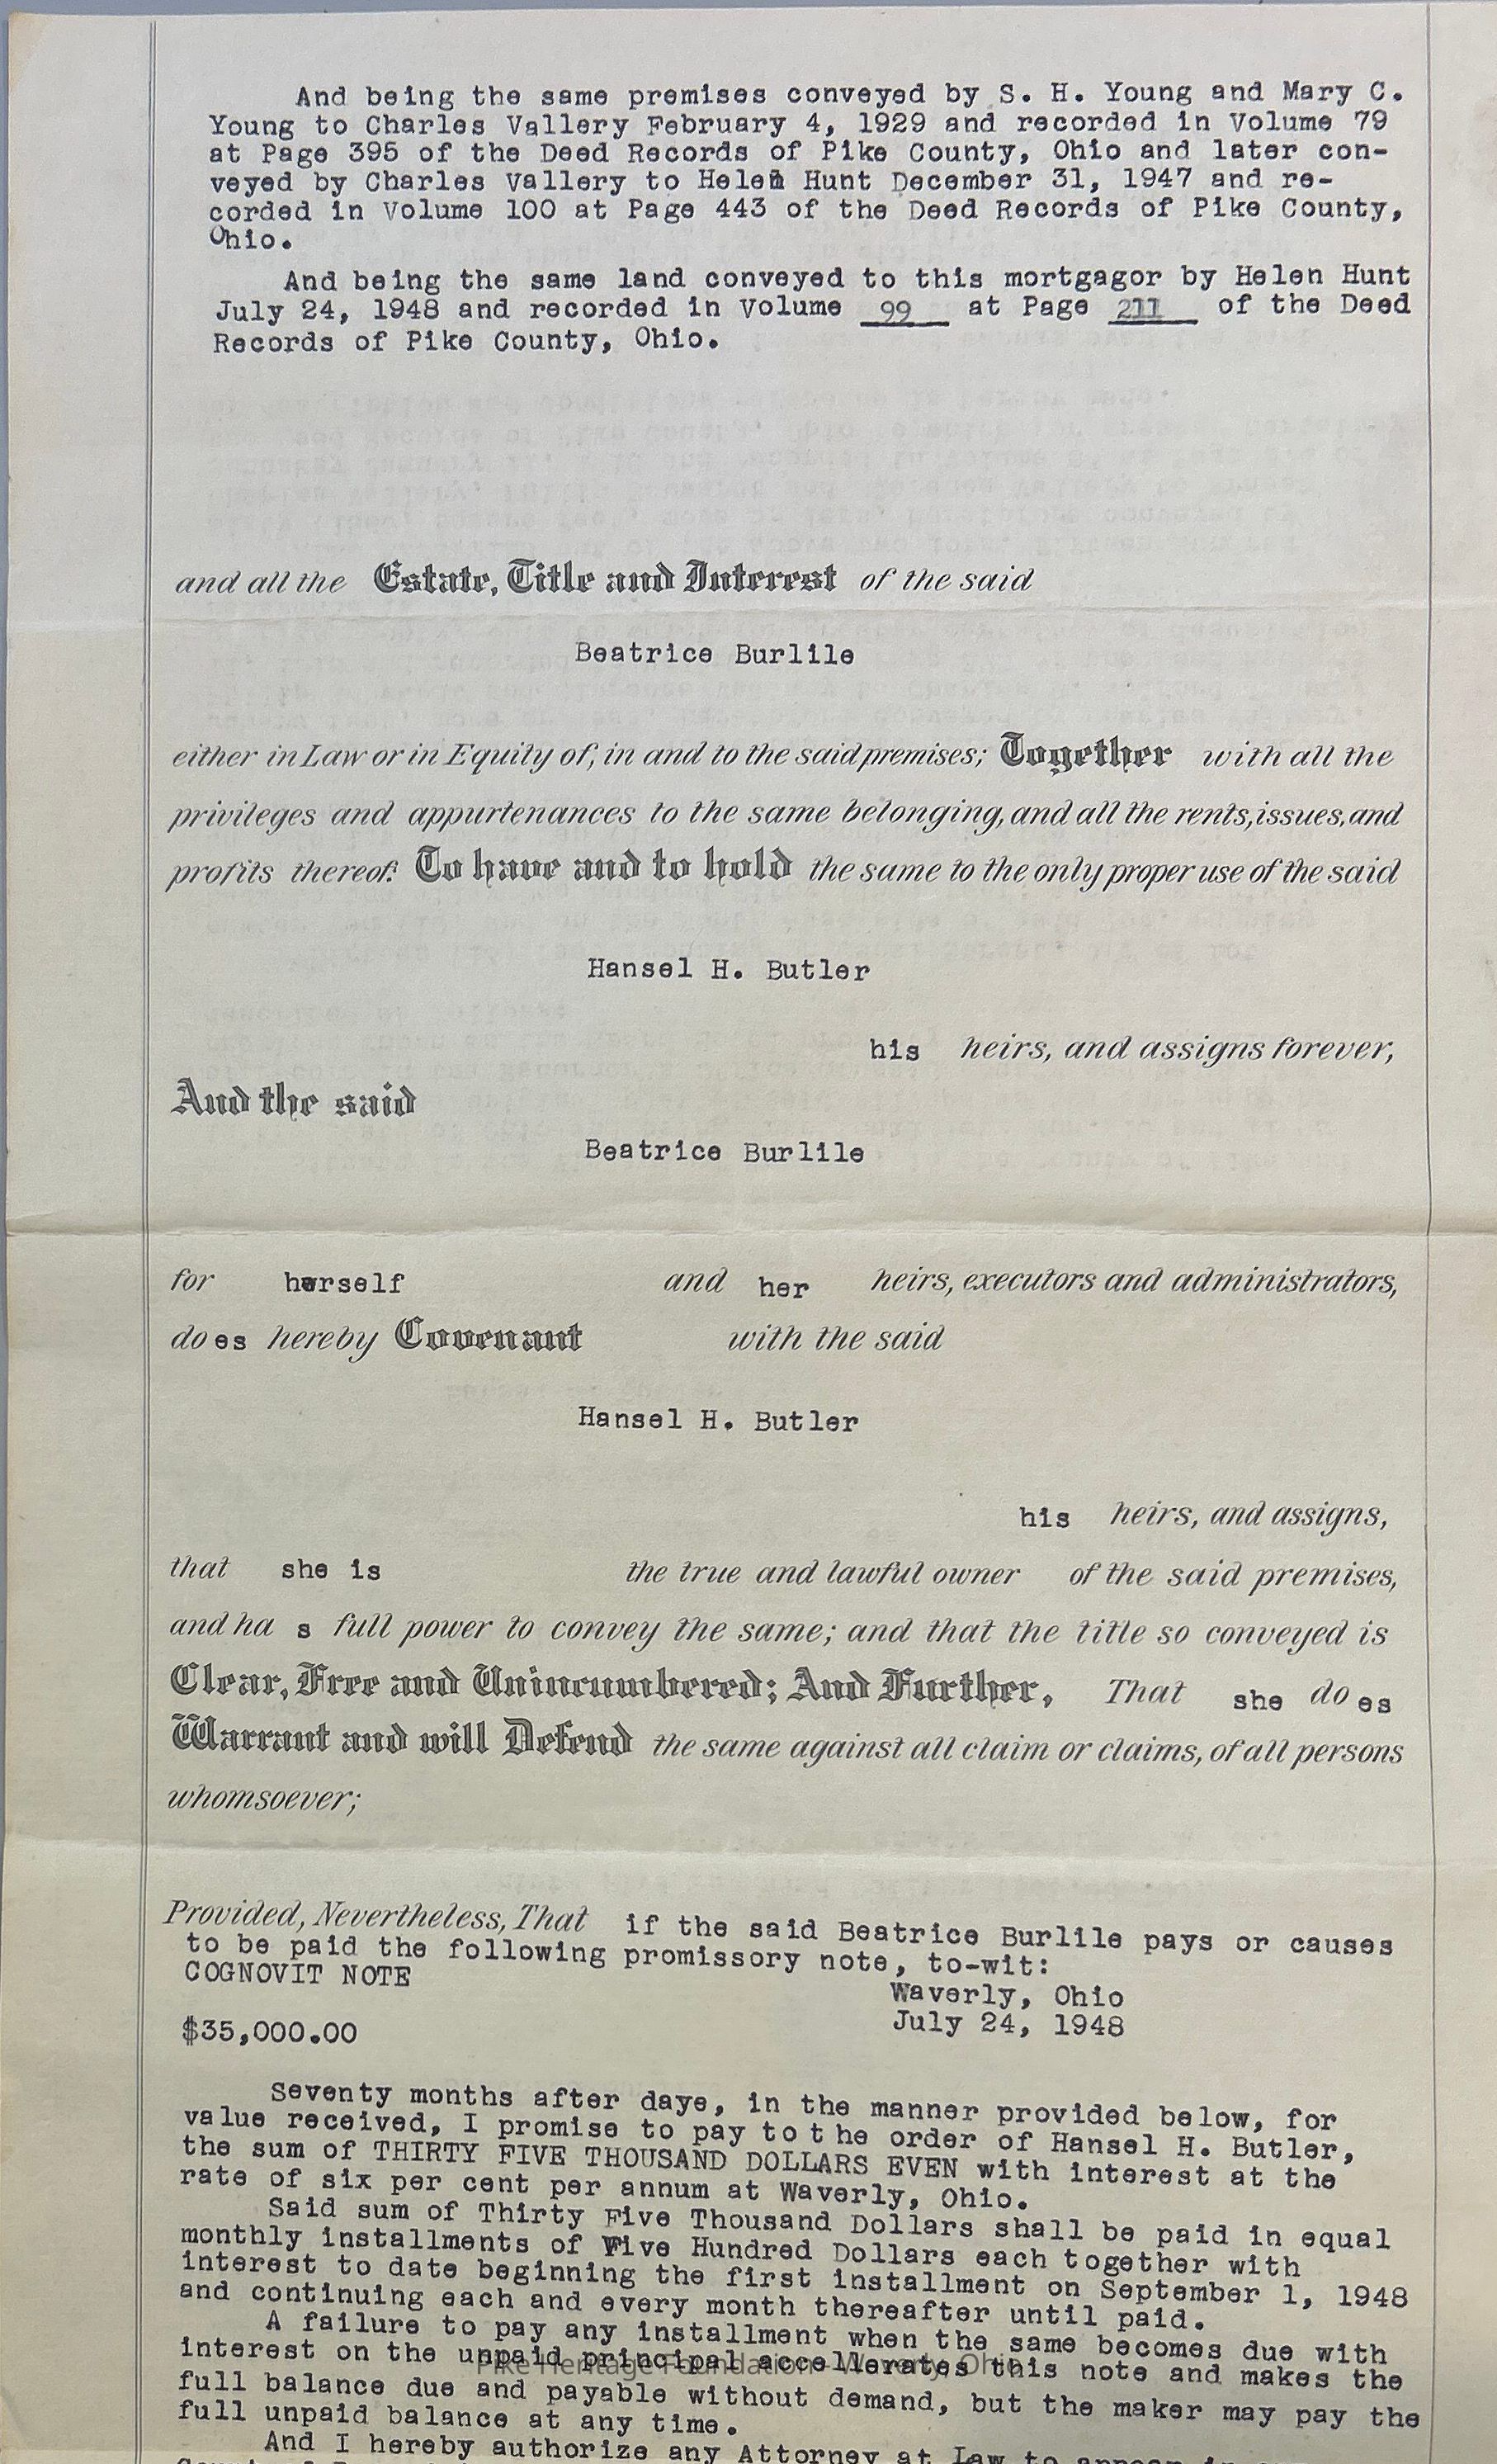 And being the same premises conveyed by S. H. Young and Mary C.
Young to Charles Vallery February 4, 1929 and recorded in Volume 79
at Page 395 of the Deed Records of Pike County, Ohio and later con-
veyed by Charles Vallery to Helen Hunt December 31, 1947 and re-
corded in Volume 100 at Page 443 of the Deed Records of Pike County,
Ohio.
And being the same land conveyed to this mortgagor by Helen Hunt
July 24, 1948 and recorded in Volume 99 at Page 211 of the Deed
Records of Pike County, Ohio.
and all the Estate, Title and Interest of the said
Beatrice Burlile
either in Law or in Equity of, in and to the said premises; Together with all the
privileges and appurtenances to the same belonging, and all the rents, issues, and
profits thereof: To have and to hold the same to the only proper use of the said
Hansel H. Butler
his heirs, and assigns forever,
And the said
Beatrice Burlile
for herself and her heirs, executors and administrators,
does hereby Covenant with the said
Hansel H. Butler
his heirs, and assigns,
that she is the true and lawful owner of the said premises,
and ha s full power to convey the same; and that the title so conveyed is
Clear, Free and Unincumbered; And Further, That she does
Warrant and will Defend the same against all claim or claims, of all persons
whomsoever;
Provided, Nevertheless, That if the said Beatrice Burlile pays or causes
to be paid the following promissory note, to-wit:
COGNOVIT NOTE
Waverly, Ohio
July 24, 1948
$35,000.00
Seventy months after daye, in the manner provided below, for
value received, I promise to pay to t he order of Hansel H. Butler,
the sum of THIRTY FIVE THOUSAND DOLLARS EVEN with interest at the
rate of six per cent per annum at Waverly, Ohio.
Said sum of Thirty Five Thousand Dollars shall be paid in equal
monthly installments of Five Hundred Dollars each together with
interest to date beginning the first installment on September 1, 1948
and continuing each and every month thereafter until paid.
A failure to pay any installment when the same becomes due with
interest on the unpaid principal accellerates this note and makes the
Pike Heritage Foundation - Waverly, Ohio
full balance due and payable without demand, but the maker may pay the
full unpaid balance at any time.
And I hereby authorize any Attorney at Law to appear in